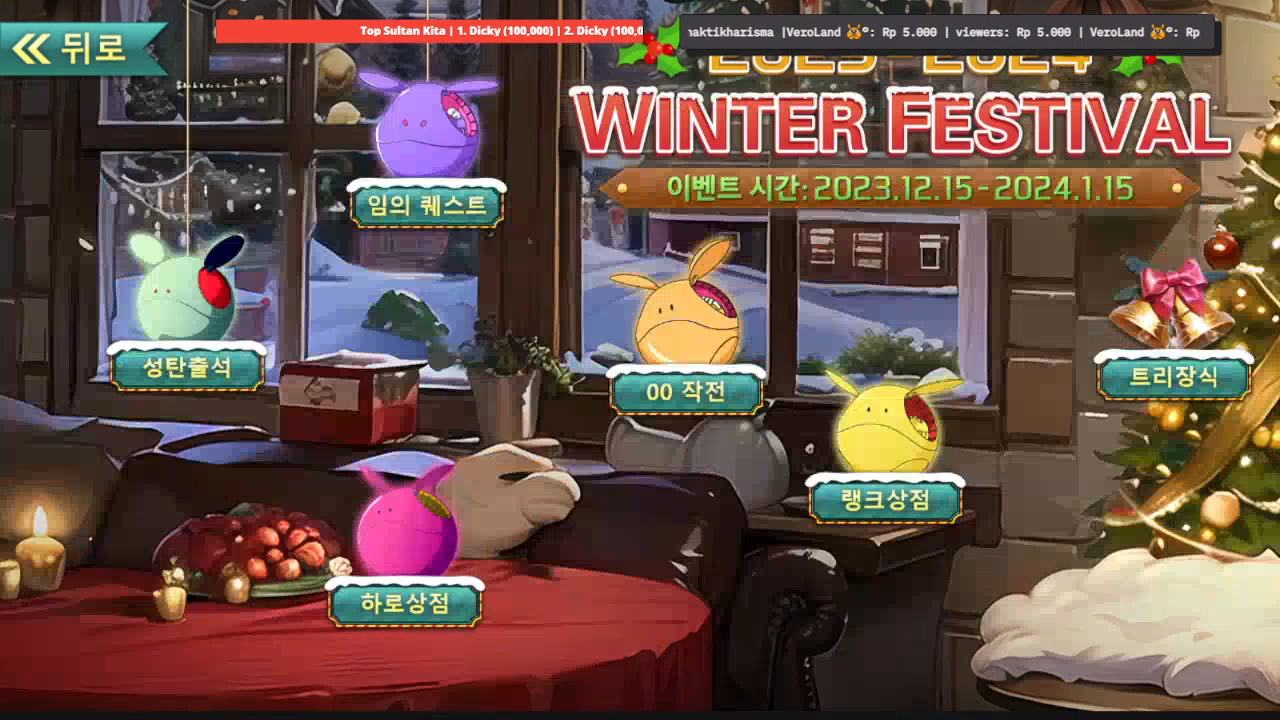 뒤로
Top Sultan Kita | 1. Dicky (100,000) | 2. Dicky (100,0
aktikharisma |VeroLand 🐯°: Rp 5.000 | viewers: Rp 5.000 | VeroLand 🐯°: Rp
2023-2024
WINTER FESTIVAL
이벤트 시간: 2023.12.15 - 2024.1.15
임의 퀘스트
성탄출석
00 작전
트리장식
랭크상점
하로상점